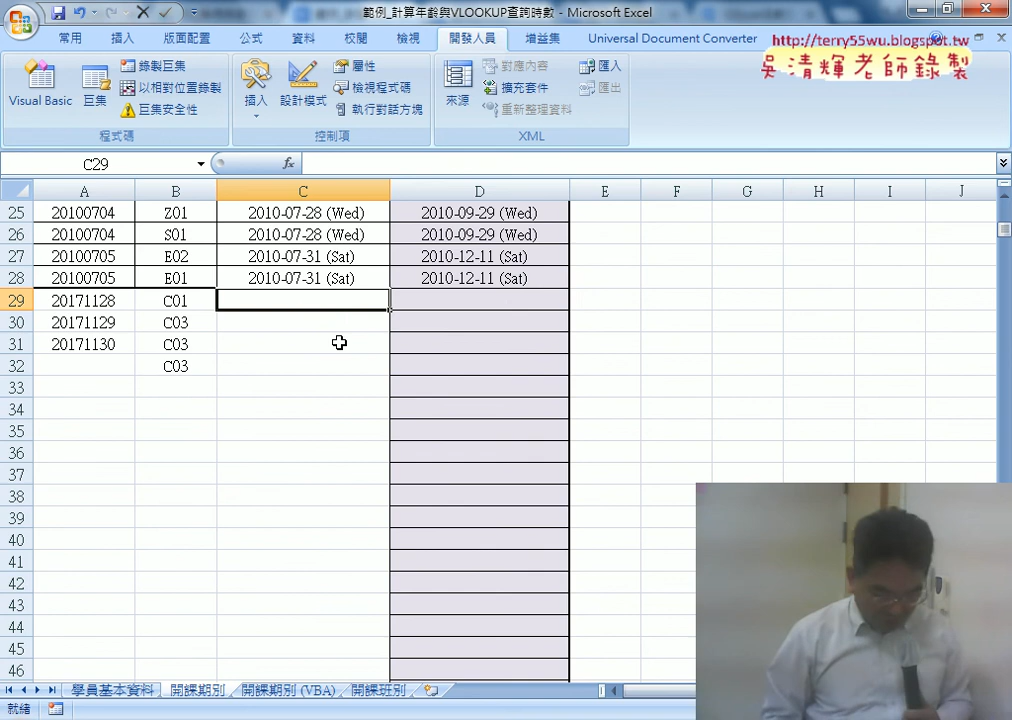 範例_計算年齡與VLOOKUP查詢時數 - Microsoft Excel
常用 插入 版面配置 公式 資料 校閱 檢視 開發人員 增益集 Universal Document Converter
http://terry55wu.blogspot.tw
吳清輝老師錄製
Visual Basic 巨集 錄製巨集 以相對位置錄製 巨集安全性 程式碼
插入 設計模式 屬性 檢視程式碼 執行對話方塊 控制項
來源 對應內容 擴充套件 重新整理資料 匯入 匯出 XML
C29 fx
A B C D E F G H I J
25 20100704 Z01 2010-07-28 (Wed) 2010-09-29 (Wed)
26 20100704 S01 2010-07-28 (Wed) 2010-09-29 (Wed)
27 20100705 E02 2010-07-31 (Sat) 2010-12-11 (Sat)
28 20100705 E01 2010-07-31 (Sat) 2010-12-11 (Sat)
29 20171128 C01
30 20171129 C03
31 20171130 C03
32 C03
33
34
35
36
37
38
39
40
41
42
43
44
45
46
學員基本資料 開課期別 開課期別 (VBA) 開課班別
就緒